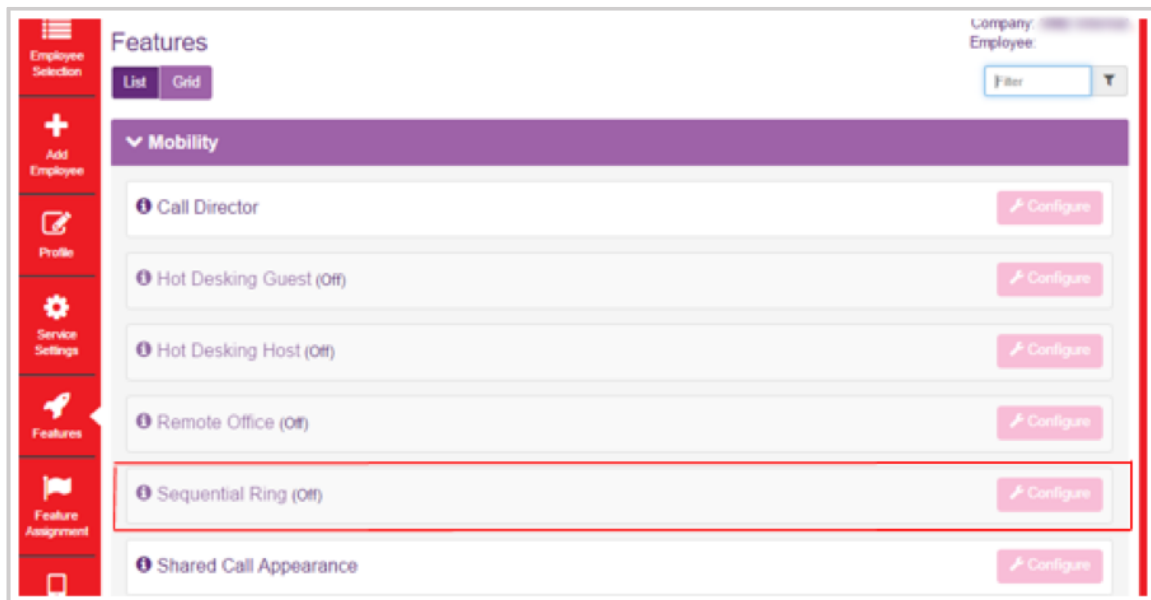 Employee
Selection
Add
Employee
Profile
Service
Settings
Features
Feature
Assignment
Features
Company:
Employee:
List Grid
Filter
Mobility
Call Director Configure
Hot Desking Guest (Off) Configure
Hot Desking Host (Off) Configure
Remote Office (Off) Configure
Sequential Ring (Off) Configure
Shared Call Appearance Configure